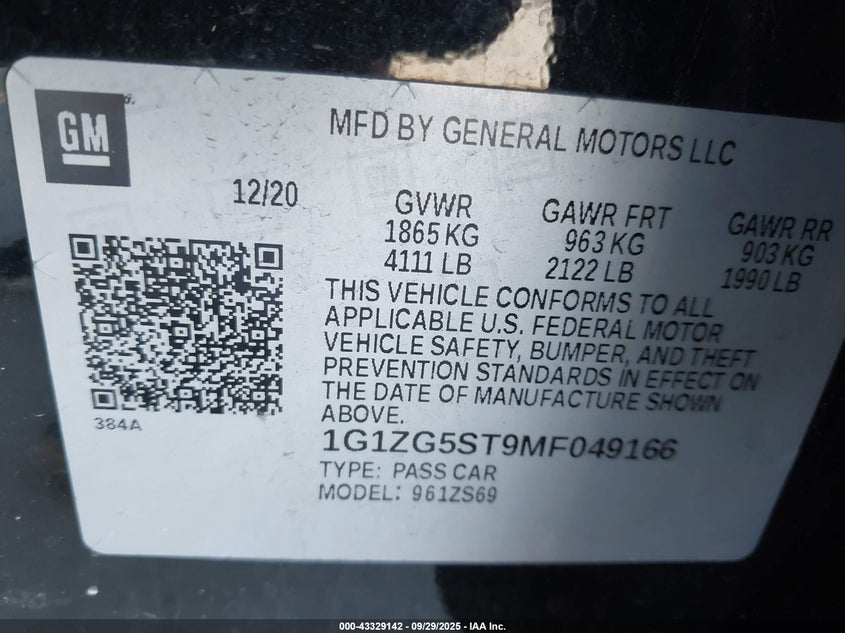 GM
MFD BY GENERAL MOTORS LLC
12/20
GVWR
1865 KG
4111 LB
GAWR FRT
963 KG
2122 LB
GAWR RR
903 KG
1990 LB
THIS VEHICLE CONFORMS TO ALL
APPLICABLE U.S. FEDERAL MOTOR
VEHICLE SAFETY, BUMPER, AND THEFT
PREVENTION STANDARDS IN EFFECT ON
THE DATE OF MANUFACTURE SHOWN
ABOVE.
384A
1G1ZG5ST9MF049166
TYPE: PASS CAR
MODEL: 961ZS69
000-43329142 - 09/29/2025 - IAA Inc.